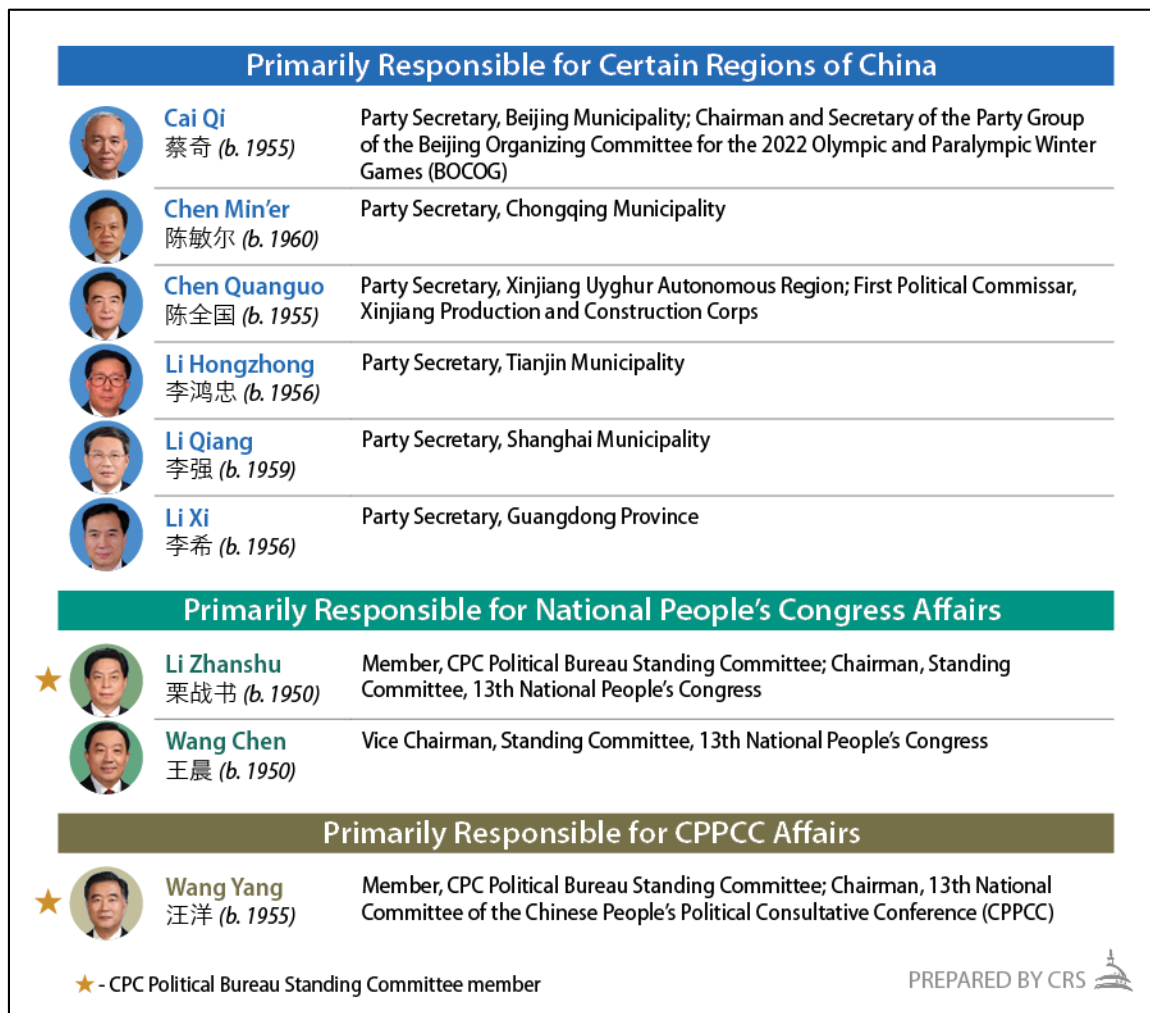 Primarily Responsible for Certain Regions of China
Cai Qi
蔡奇 (b. 1955)
Party Secretary, Beijing Municipality; Chairman and Secretary of the Party Group
of the Beijing Organizing Committee for the 2022 Olympic and Paralympic Winter
Games (BOCOG)
Chen Min’er
陈敏尔 (b. 1960)
Party Secretary, Chongqing Municipality
Chen Quanguo
陈全国 (b. 1955)
Party Secretary, Xinjiang Uyghur Autonomous Region; First Political Commissar,
Xinjiang Production and Construction Corps
Li Hongzhong
李鸿忠 (b. 1956)
Party Secretary, Tianjin Municipality
Li Qiang
李强 (b. 1959)
Party Secretary, Shanghai Municipality
Li Xi
李希 (b. 1956)
Party Secretary, Guangdong Province
Primarily Responsible for National People’s Congress Affairs
Li Zhanshu
栗战书 (b. 1950)
Member, CPC Political Bureau Standing Committee; Chairman, Standing
Committee, 13th National People’s Congress
Wang Chen
王晨 (b. 1950)
Vice Chairman, Standing Committee, 13th National People’s Congress
Primarily Responsible for CPPCC Affairs
Wang Yang
汪洋 (b. 1955)
Member, CPC Political Bureau Standing Committee; Chairman, 13th National
Committee of the Chinese People’s Political Consultative Conference (CPPCC)
★ - CPC Political Bureau Standing Committee member
PREPARED BY CRS